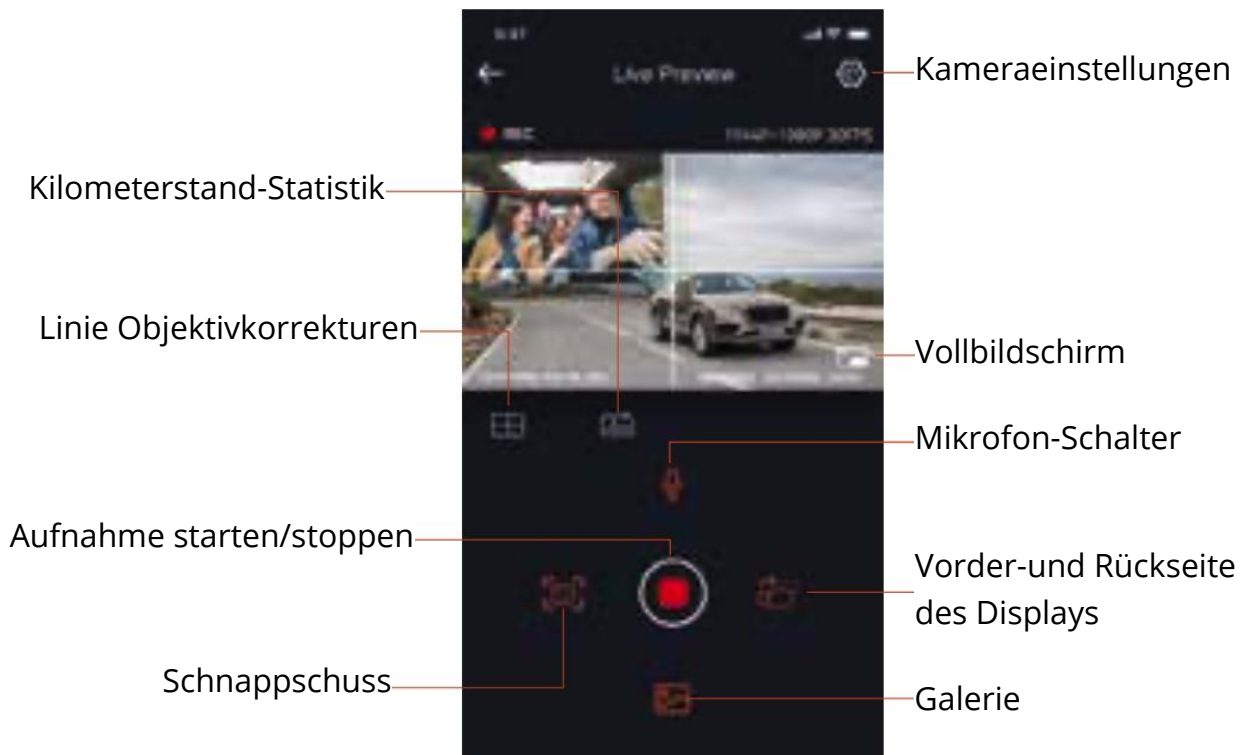 Live Preview
Kameraeinstellungen
REC
Kilometerstand-Statistik
Linie Objektivkorrekturen
Vollbildschirm
Mikrofon-Schalter
Aufnahme starten/stoppen
Vorder-und Rückseite
des Displays
Schnappschuss
Galerie